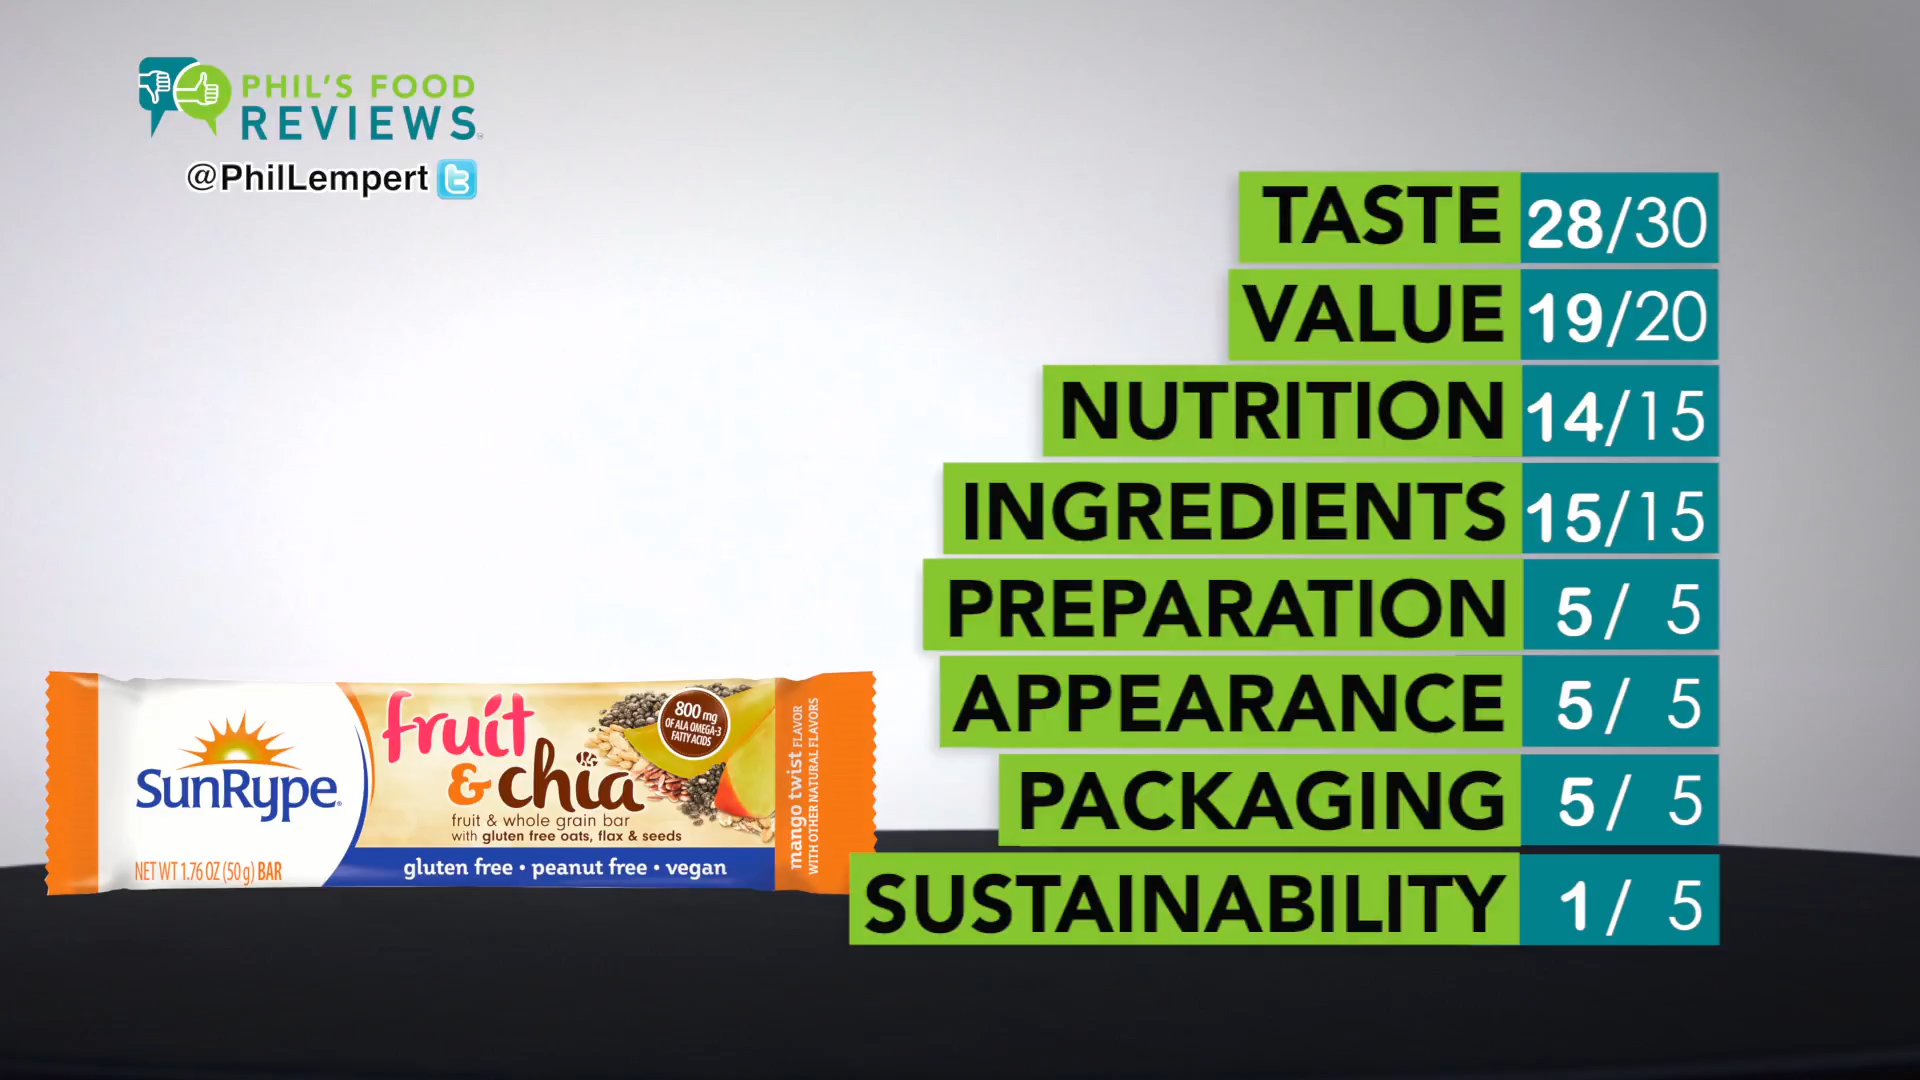 PHIL'S FOOD
REVIEWS
@PhilLempert
TASTE 28/30
VALUE 19/20
NUTRITION 14/15
INGREDIENTS 15/15
PREPARATION 5/ 5
APPEARANCE 5/ 5
PACKAGING 5/ 5
SUSTAINABILITY 1/ 5
SunRype
NET WT 1.76 OZ (50g) BAR
fruit
& chia
fruit & whole grain bar
with gluten free oats, flax & seeds
gluten free • peanut free • vegan
800 mg
OF ALA OMEGA-3
FATTY ACIDS
mango twist FLAVOR
WITH OTHER NATURAL FLAVORS